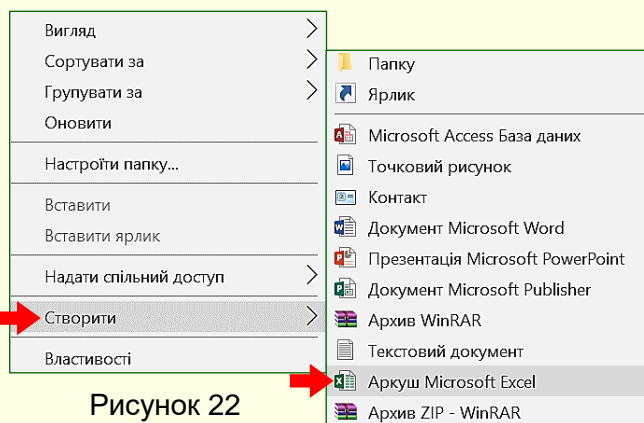 Вигляд
Сортувати за
Групувати за
Оновити
Настроїти папку...
Вставити
Вставити ярлик
Надати спільний доступ
Створити
Властивості
Рисунок 22
Папку
Ярлик
Microsoft Access База даних
Точковий рисунок
Контакт
Документ Microsoft Word
Презентація Microsoft PowerPoint
Документ Microsoft Publisher
Архив WinRAR
Текстовий документ
Аркуш Microsoft Excel
Архив ZIP - WinRAR